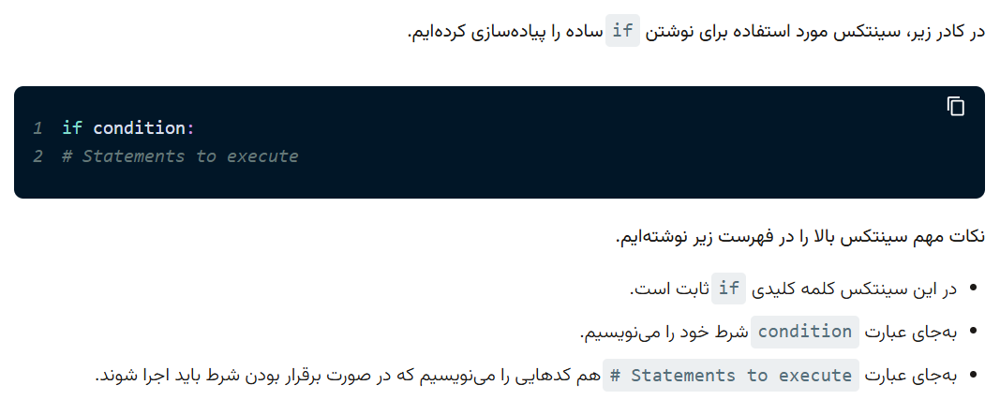 در کادر زیر، سینتکس مورد استفاده برای نوشتن if ساده را پیاده‌سازی کرده‌ایم.
1 if condition:
2 # Statements to execute
نکات مهم سینتکس بالا را در فهرست زیر نوشته‌ایم.
• در این سینتکس کلمه کلیدی if ثابت است.
• به‌جای عبارت condition شرط خود را می‌نویسیم.
• به‌جای عبارت # Statements to execute هم کدهایی را می‌نویسیم که در صورت برقرار بودن شرط باید اجرا شوند.